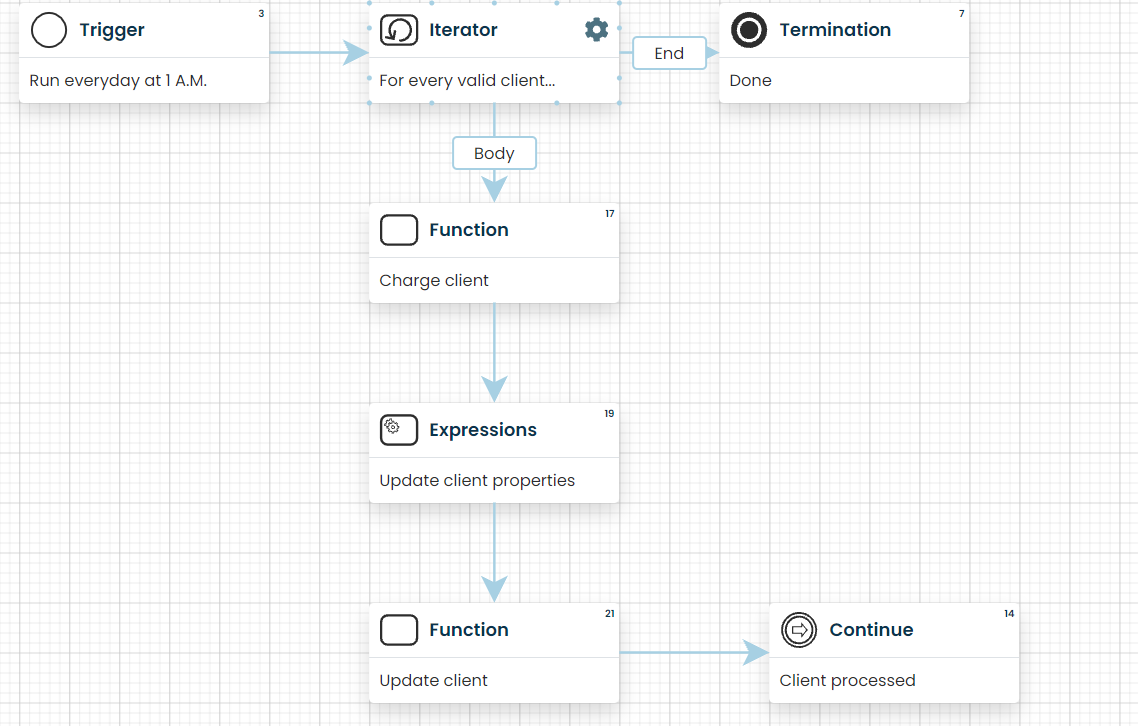 Trigger
3
Run everyday at 1 A.M.
Iterator
For every valid client...
End
Termination
7
Done
Body
Function
17
Charge client
Expressions
19
Update client properties
Function
21
Update client
Continue
14
Client processed